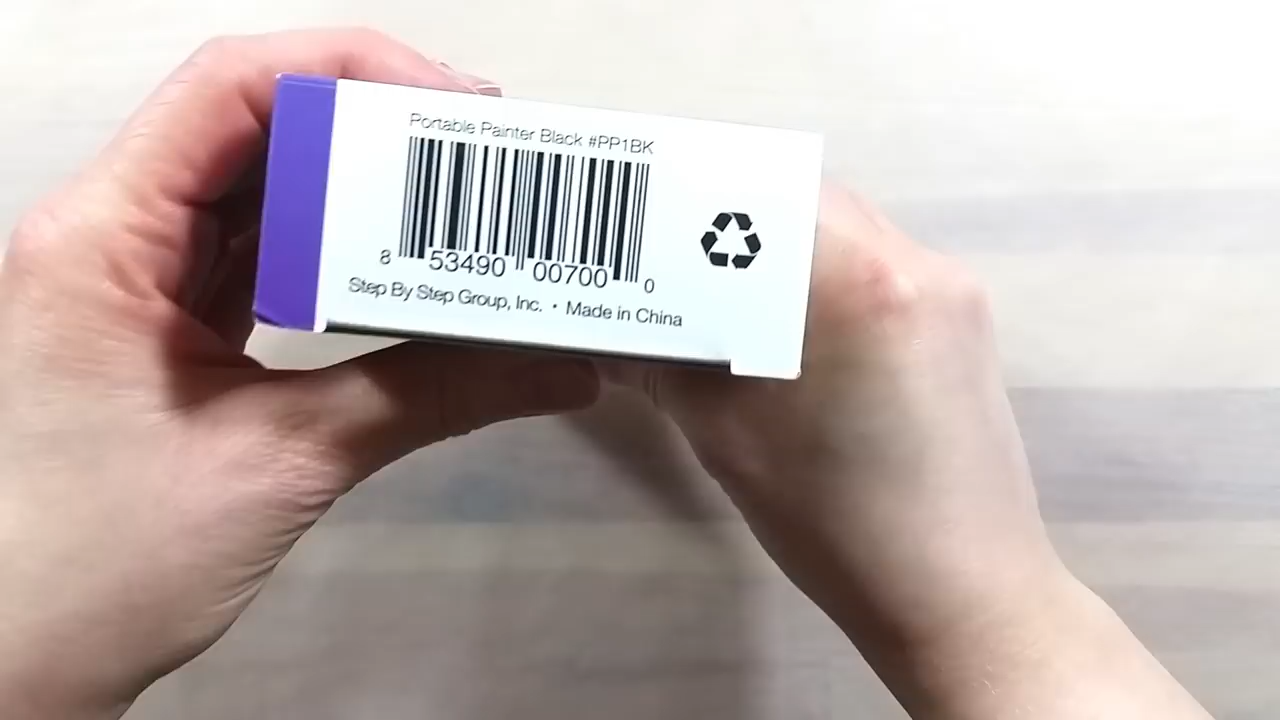 Portable Painter Black #PP1BK
8 53490 00700 0
Step By Step Group, Inc. • Made in China